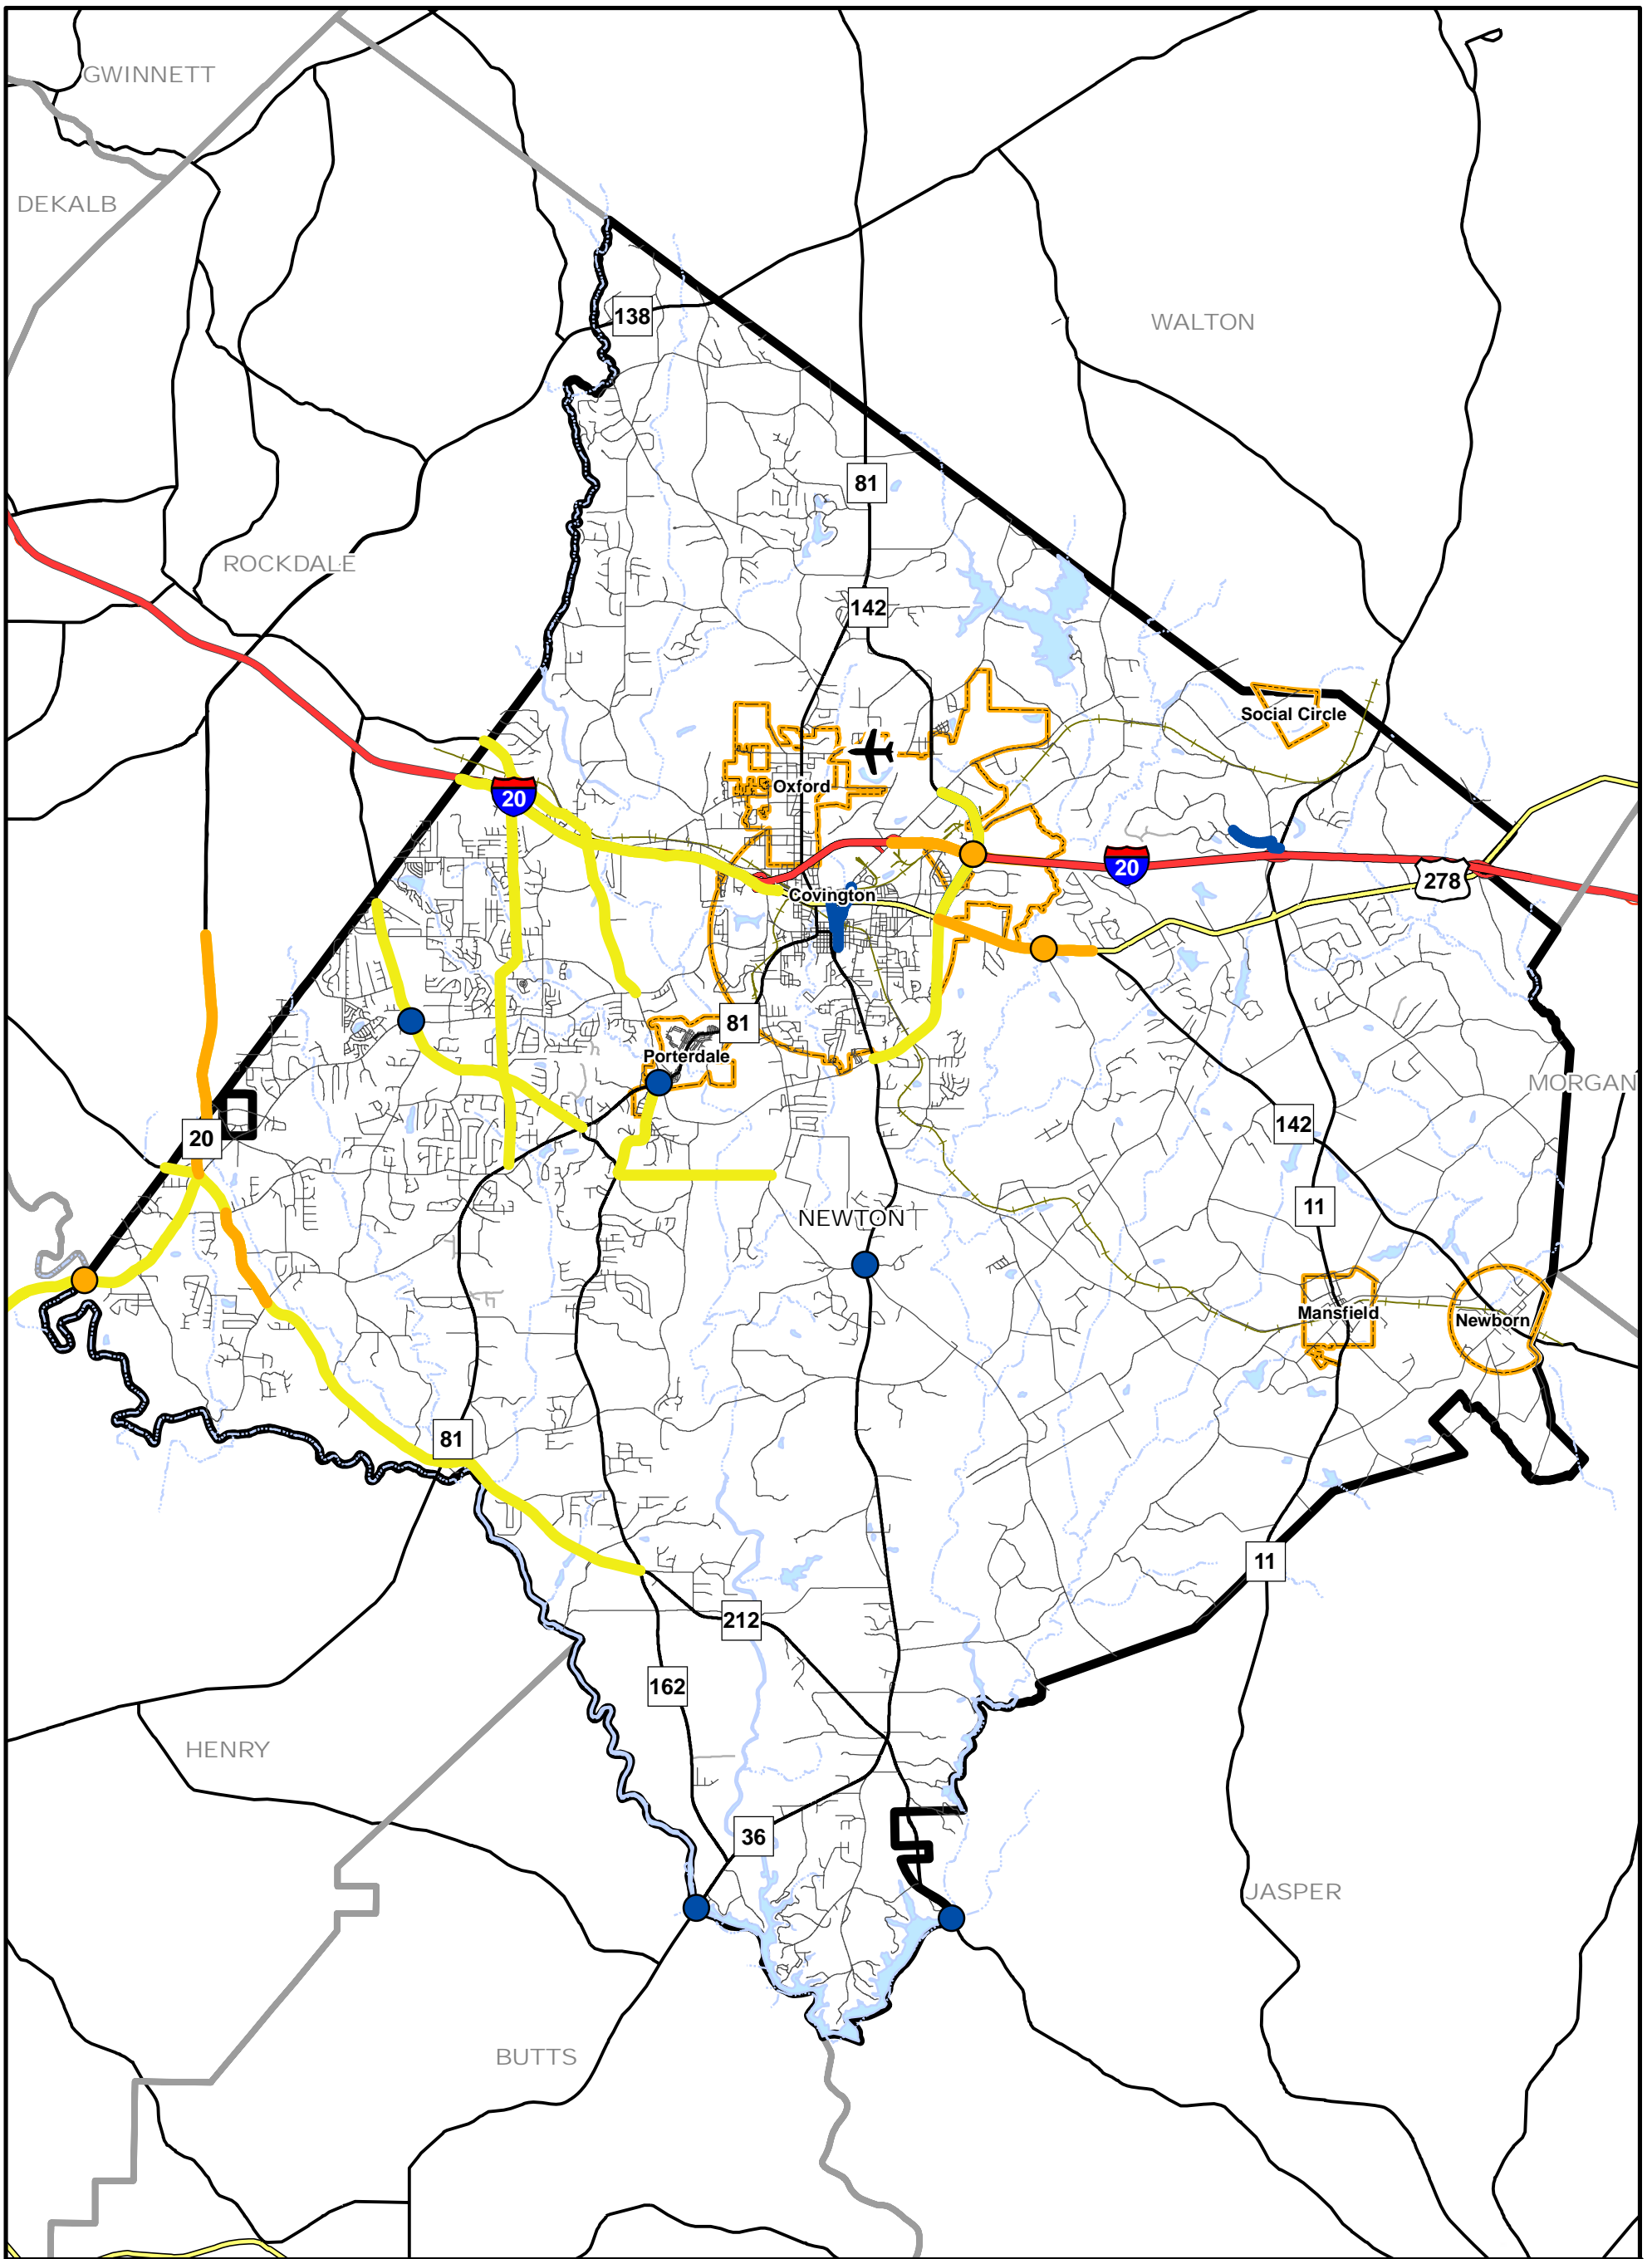 GWINNETT
DEKALB
138
WALTON
81
ROCKDALE
142
Social Circle
Oxford
20
20
278
Covington
81
Porterdale
MORGAN
142
20
11
NEWTON
Mansfield
Newborn
81
11
212
162
HENRY
36
JASPER
BUTTS